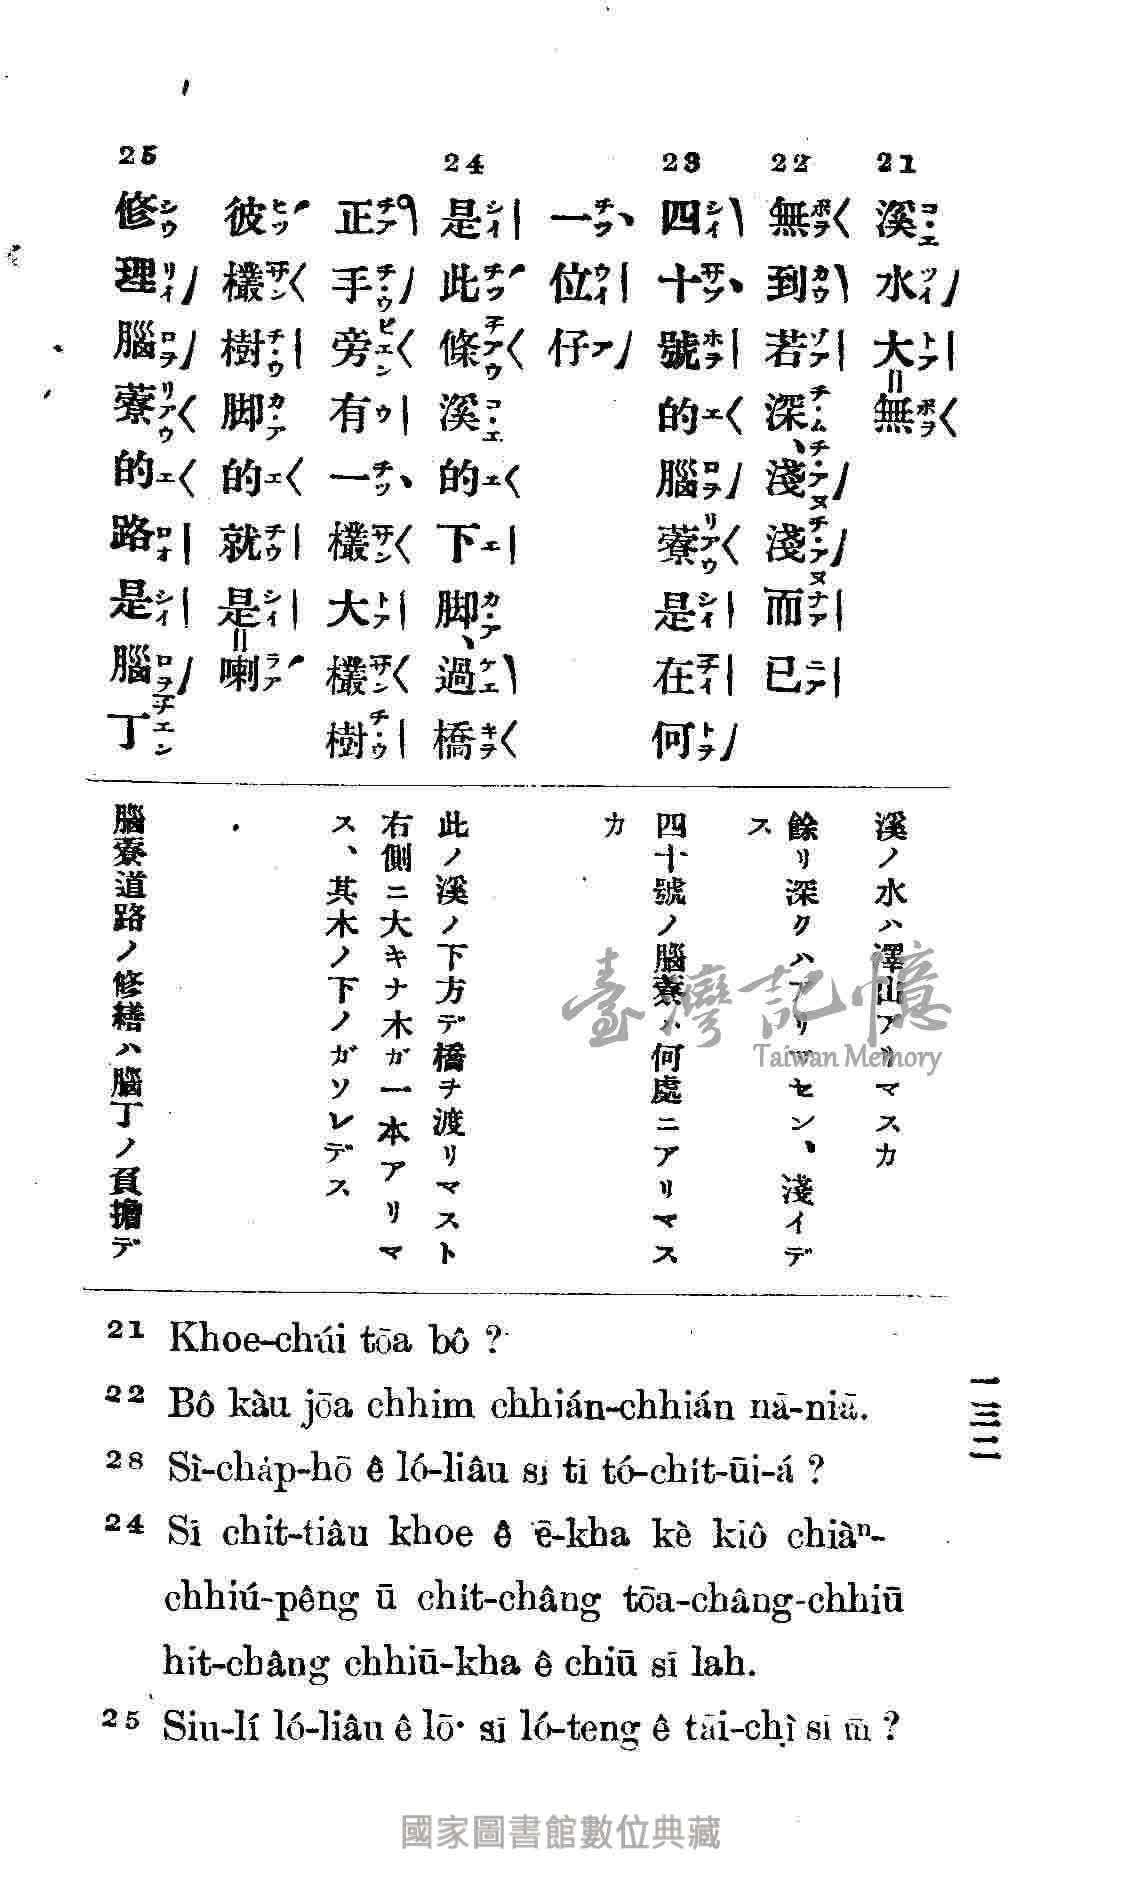 21 溪水大=無
22 無到若深、淺淺而已
23 四十號的腦藔是在何
一位仔
24 是此條溪的下脚、過橋
正手旁有一欉大欉樹
彼欉樹脚的就是=喇
25 修理腦藔的路是腦丁
溪ノ水ハ澤山アリマスカ
餘リ深クハアリマセン、淺イデ
ス
四十號ノ腦寮ハ何處ニアリマス
カ
此ノ溪ノ下方デ橋ヲ渡リマスト
右側ニ大キナ木ガ一本アリマ
ス、其木ノ下ノガソレデス
腦寮道路ノ修繕ハ腦丁ノ負擔デ
21 Khoe-chúi tōa bô ?
22 Bô kàu jōa chhim chhián-chhián nā-niā.
23 Sì-cha̍p-hō ê ló-liâu sī tī tó-chit-ūi-á ?
24 Sī chit-tiâu khoe ê ē-kha kè kiô chiàⁿ-
chhiú-pêng ū chit-châng tōa-châng-chhiū
hit-châng chhiū-kha ê chiū sī lah.
25 Siu-lí ló-liâu ê lō· sī ló-teng ê tāi-chì sī m̄ ?
一三二
臺灣記憶
Taiwan Memory
國家圖書館數位典藏